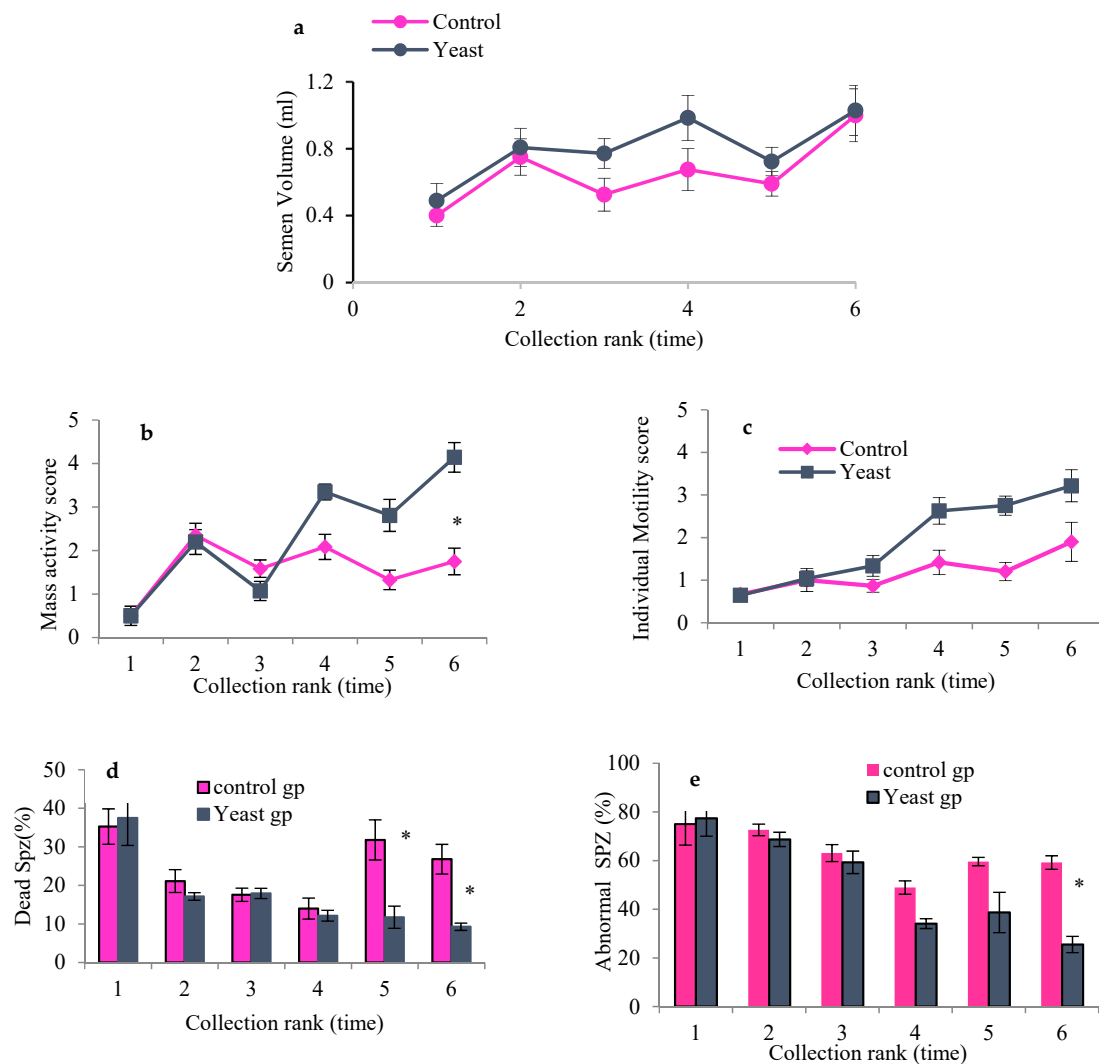 a
Control
Yeast
1.2
0.8
0.4
0
Semen Volume (ml)
0 2 4 6
Collection rank (time)
b
5
4
3
2
1
0
Mass activity score
*
1 2 3 4 5 6
Collection rank (time)
c
Control
Yeast
5
4
3
2
1
0
Individual Motility score
1 2 3 4 5 6
Collection rank (time)
d
control gp
Yeast gp
50
40
30
20
10
0
Dead Spz(%)
*
*
1 2 3 4 5 6
Collection rank (time)
e
control gp
Yeast gp
100
80
60
40
20
0
Abnormal SPZ (%)
*
1 2 3 4 5 6
Collection rank (time)